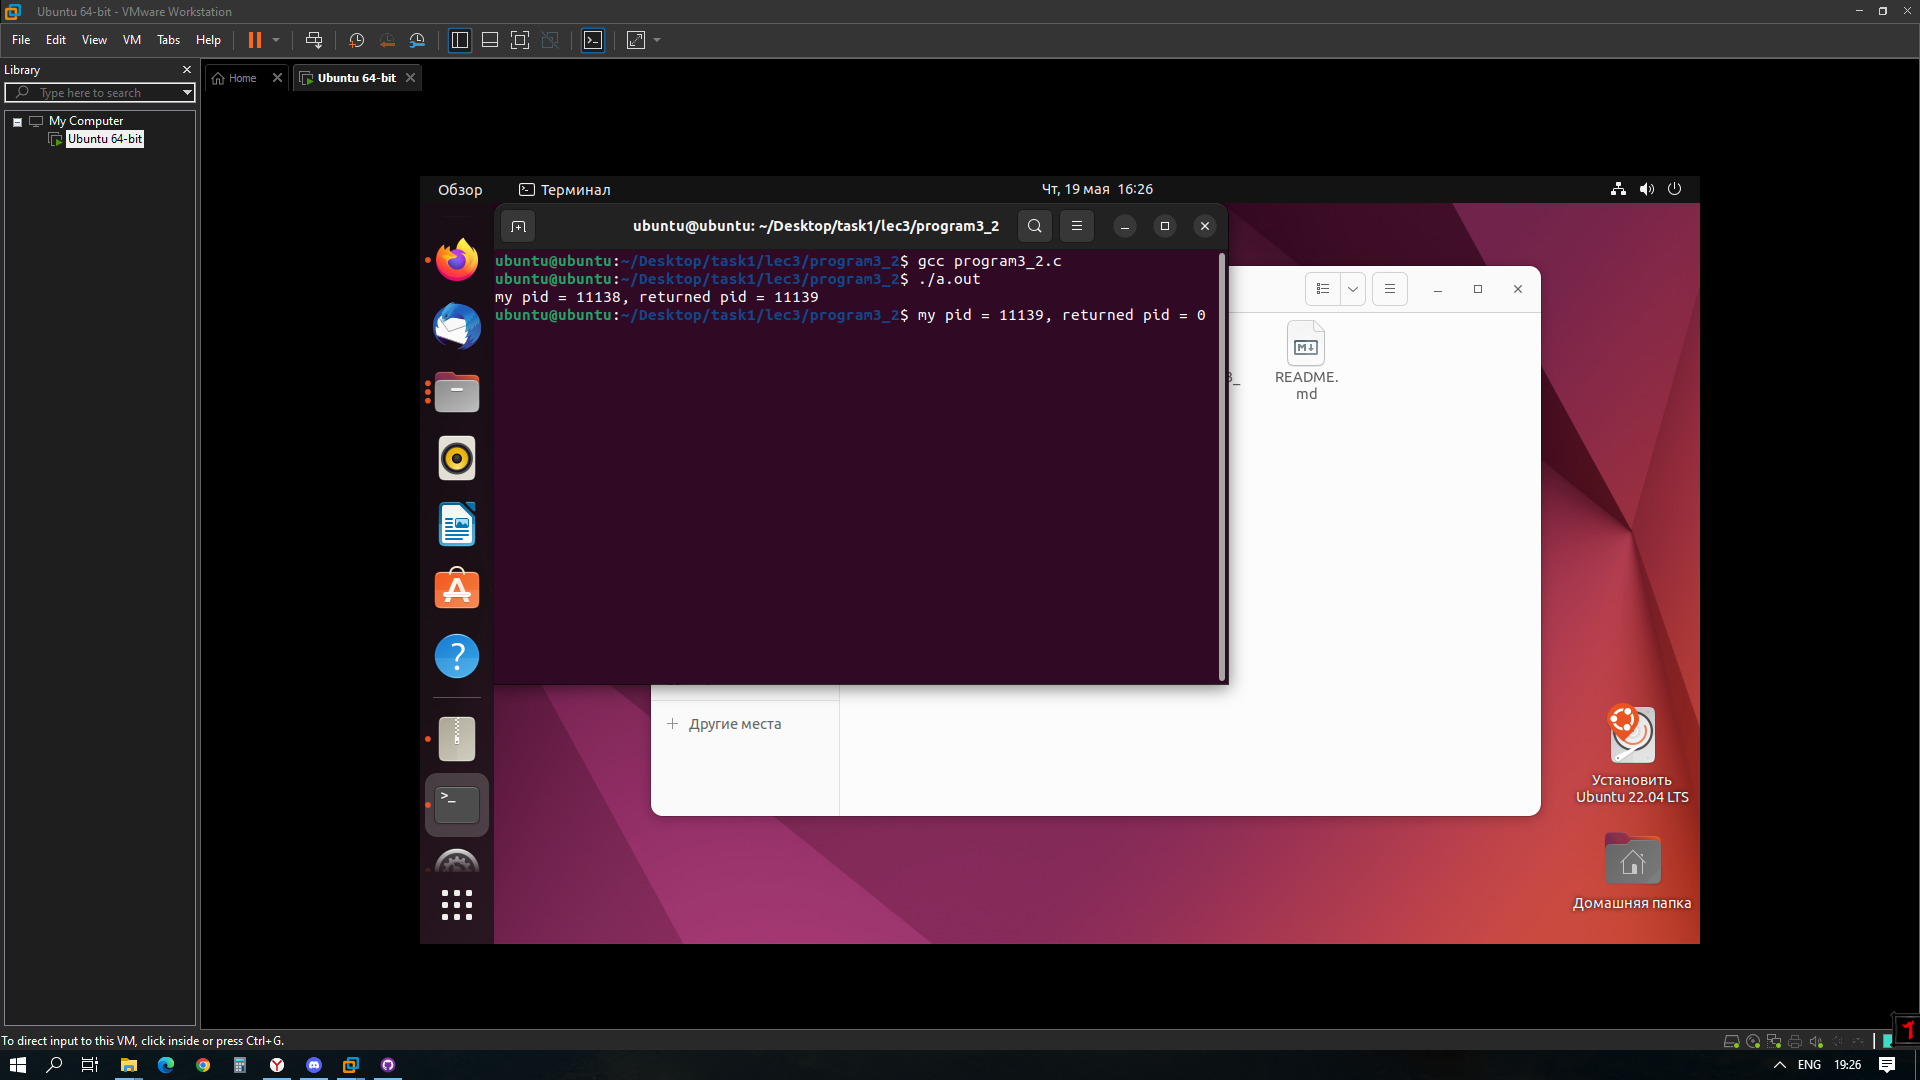 Ubuntu 64-bit - VMware Workstation
File Edit View VM Tabs Help
Library
Home
Ubuntu 64-bit
Type here to search
My Computer
Ubuntu 64-bit
Обзор
Терминал
Чт, 19 мая 16:26
ubuntu@ubuntu: ~/Desktop/task1/lec3/program3_2
ubuntu@ubuntu:~/Desktop/task1/lec3/program3_2$ gcc program3_2.c
ubuntu@ubuntu:~/Desktop/task1/lec3/program3_2$ ./a.out
my pid = 11138, returned pid = 11139
ubuntu@ubuntu:~/Desktop/task1/lec3/program3_2$ my pid = 11139, returned pid = 0
README.
md
Другие места
Установить
Ubuntu 22.04 LTS
Домашняя папка
To direct input to this VM, click inside or press Ctrl+G.
ENG 19:26